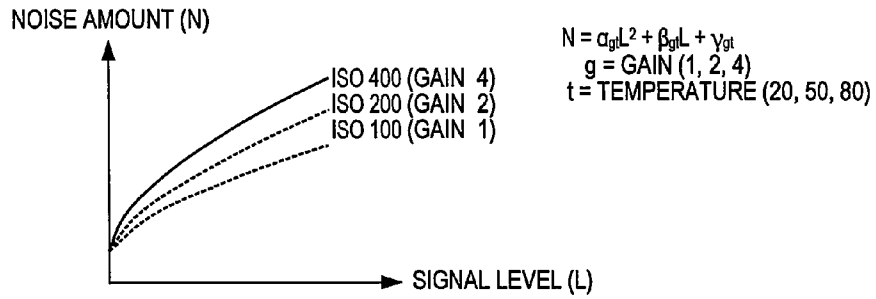 NOISE AMOUNT (N)
N = αgtL² + βgtL + γgt
g = GAIN (1, 2, 4)
t = TEMPERATURE (20, 50, 80)
ISO 400 (GAIN 4)
ISO 200 (GAIN 2)
ISO 100 (GAIN 1)
SIGNAL LEVEL (L)